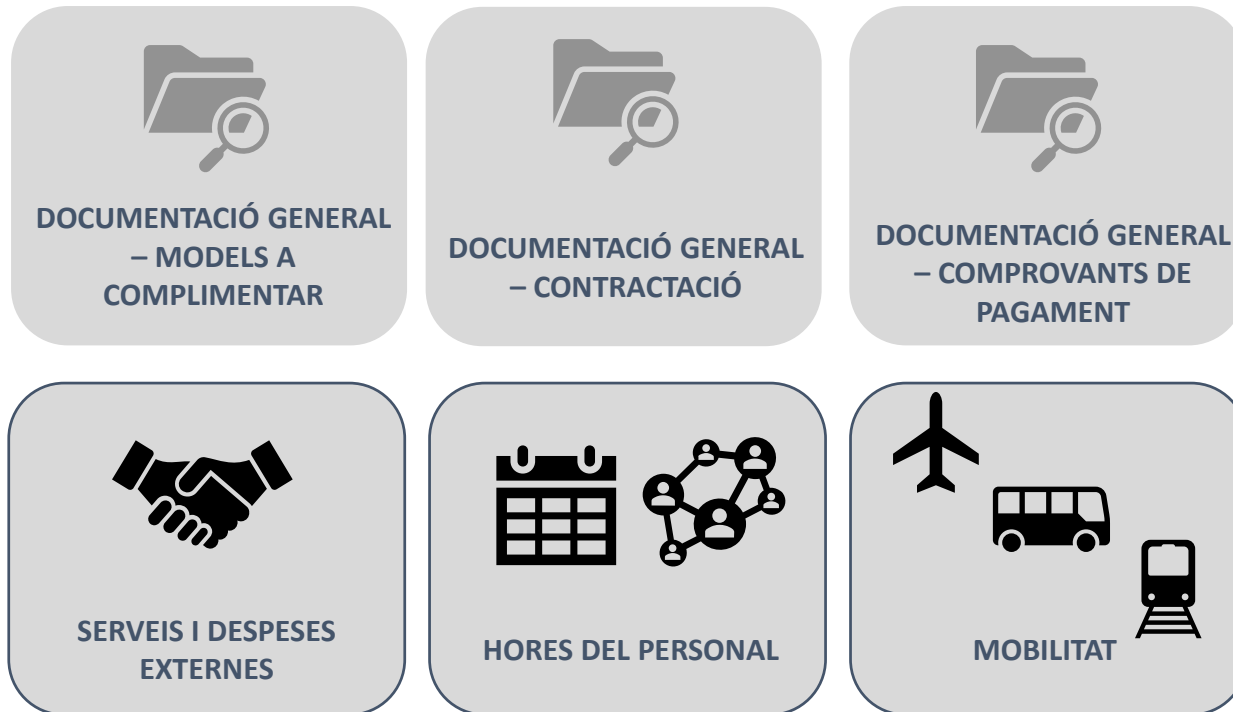 DOCUMENTACIÓ GENERAL
– MODELS A
COMPLIMENTAR
DOCUMENTACIÓ GENERAL
– CONTRACTACIÓ
DOCUMENTACIÓ GENERAL
– COMPROVANTS DE
PAGAMENT
SERVEIS I DESPESES
EXTERNES
HORES DEL PERSONAL
MOBILITAT